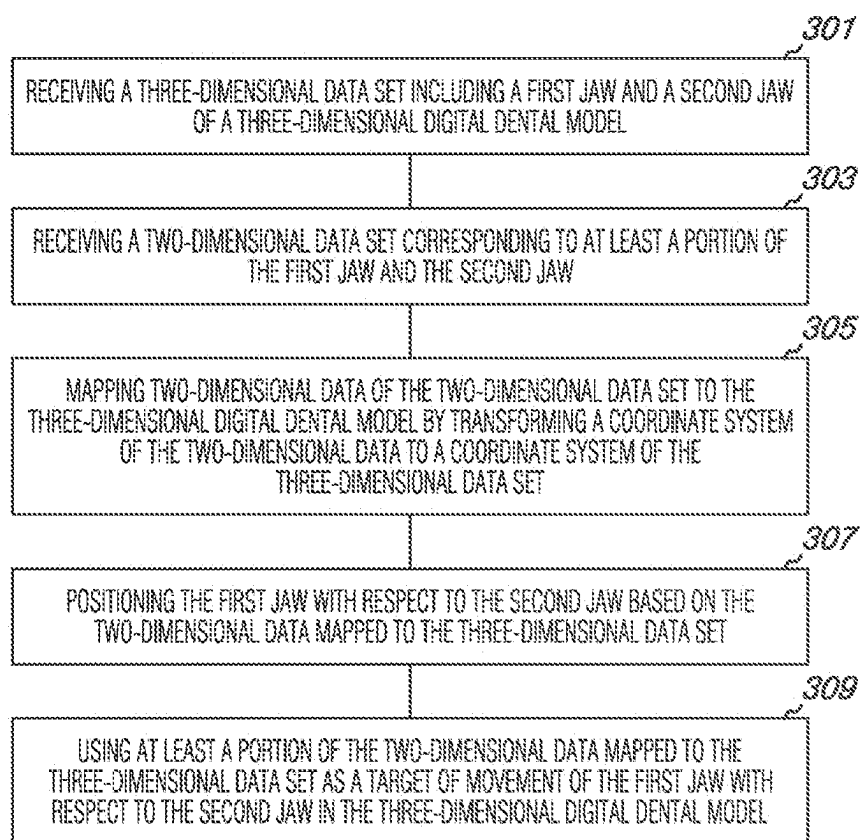 301
RECEIVING A THREE-DIMENSIONAL DATA SET INCLUDING A FIRST JAW AND A SECOND JAW
OF A THREE-DIMENSIONAL DIGITAL DENTAL MODEL
303
RECEIVING A TWO-DIMENSIONAL DATA SET CORRESPONDING TO AT LEAST A PORTION OF
THE FIRST JAW AND THE SECOND JAW
305
MAPPING TWO-DIMENSIONAL DATA OF THE TWO-DIMENSIONAL DATA SET TO THE
THREE-DIMENSIONAL DIGITAL DENTAL MODEL BY TRANSFORMING A COORDINATE SYSTEM
OF THE TWO-DIMENSIONAL DATA TO A COORDINATE SYSTEM OF THE
THREE-DIMENSIONAL DATA SET
307
POSITIONING THE FIRST JAW WITH RESPECT TO THE SECOND JAW BASED ON THE
TWO-DIMENSIONAL DATA MAPPED TO THE THREE-DIMENSIONAL DATA SET
309
USING AT LEAST A PORTION OF THE TWO-DIMENSIONAL DATA MAPPED TO THE
THREE-DIMENSIONAL DATA SET AS A TARGET OF MOVEMENT OF THE FIRST JAW WITH
RESPECT TO THE SECOND JAW IN THE THREE-DIMENSIONAL DIGITAL DENTAL MODEL